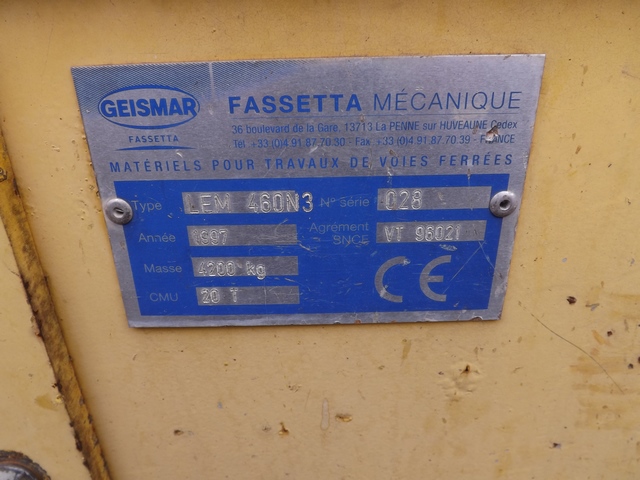 GEISMAR
FASSETTA
FASSETTA MÉCANIQUE
36 boulevard de la Gare 13713 La PENNE sur HUVEAUNE Cedex
Tel. +33 (0)4 91 87 70 30 - Fax +33 (0)4 91 87 70 39 - FRANCE
MATÉRIELS POUR TRAVAUX DE VOIES FERRÉES
Type LEM 460N3 N° série 028
Année 1997 Agrément SNCF VT 96021
Masse 4200 kg
CMU 20 T
CE